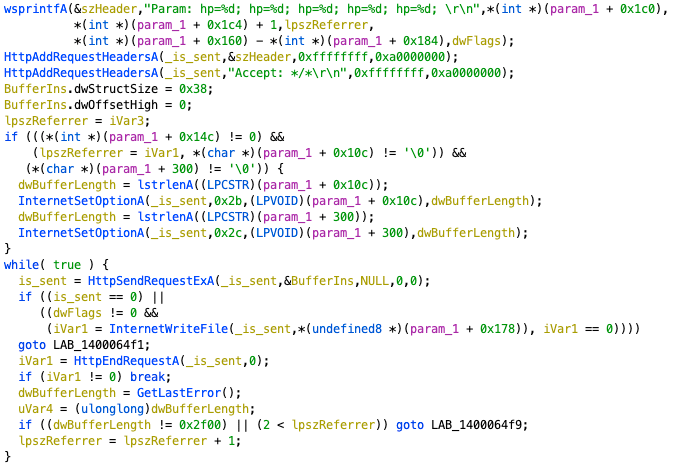 wsprintfA(&szHeader,"Param: hp=%d; hp=%d; hp=%d; hp=%d; hp=%d; \r\n",*(int *)(param_1 + 0x1c0),
*(int *)(param_1 + 0x1c4) + 1,lpszReferrer,
*(int *)(param_1 + 0x160) - *(int *)(param_1 + 0x184),dwFlags);
HttpAddRequestHeadersA(_is_sent,&szHeader,0xffffffff,0xa0000000);
HttpAddRequestHeadersA(_is_sent,"Accept: */*\r\n",0xffffffff,0xa0000000);
BufferIns.dwStructSize = 0x38;
BufferIns.dwOffsetHigh = 0;
lpszReferrer = iVar3;
if (((*(int *)(param_1 + 0x14c) != 0) &&
(lpszReferrer = iVar1, *(char *)(param_1 + 0x10c) != '\0')) &&
(*(char *)(param_1 + 300) != '\0')) {
dwBufferLength = lstrlenA((LPCSTR)(param_1 + 0x10c));
InternetSetOptionA(_is_sent,0x2b,(LPVOID)(param_1 + 0x10c),dwBufferLength);
dwBufferLength = lstrlenA((LPCSTR)(param_1 + 300));
InternetSetOptionA(_is_sent,0x2c,(LPVOID)(param_1 + 300),dwBufferLength);
}
while( true ) {
is_sent = HttpSendRequestExA(_is_sent,&BufferIns,NULL,0,0);
if ((is_sent == 0) ||
((dwFlags != 0 &&
(iVar1 = InternetWriteFile(_is_sent,*(undefined8 *)(param_1 + 0x178)), iVar1 == 0))))
goto LAB_1400064f1;
iVar1 = HttpEndRequestA(_is_sent,0);
if (iVar1 != 0) break;
dwBufferLength = GetLastError();
uVar4 = (ulonglong)dwBufferLength;
if ((dwBufferLength != 0x2f00) || (2 < lpszReferrer)) goto LAB_1400064f9;
lpszReferrer = lpszReferrer + 1;
}